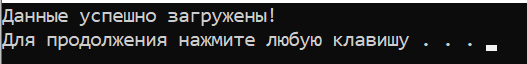 Данные успешно загружены!
Для продолжения нажмите любую клавишу . . .